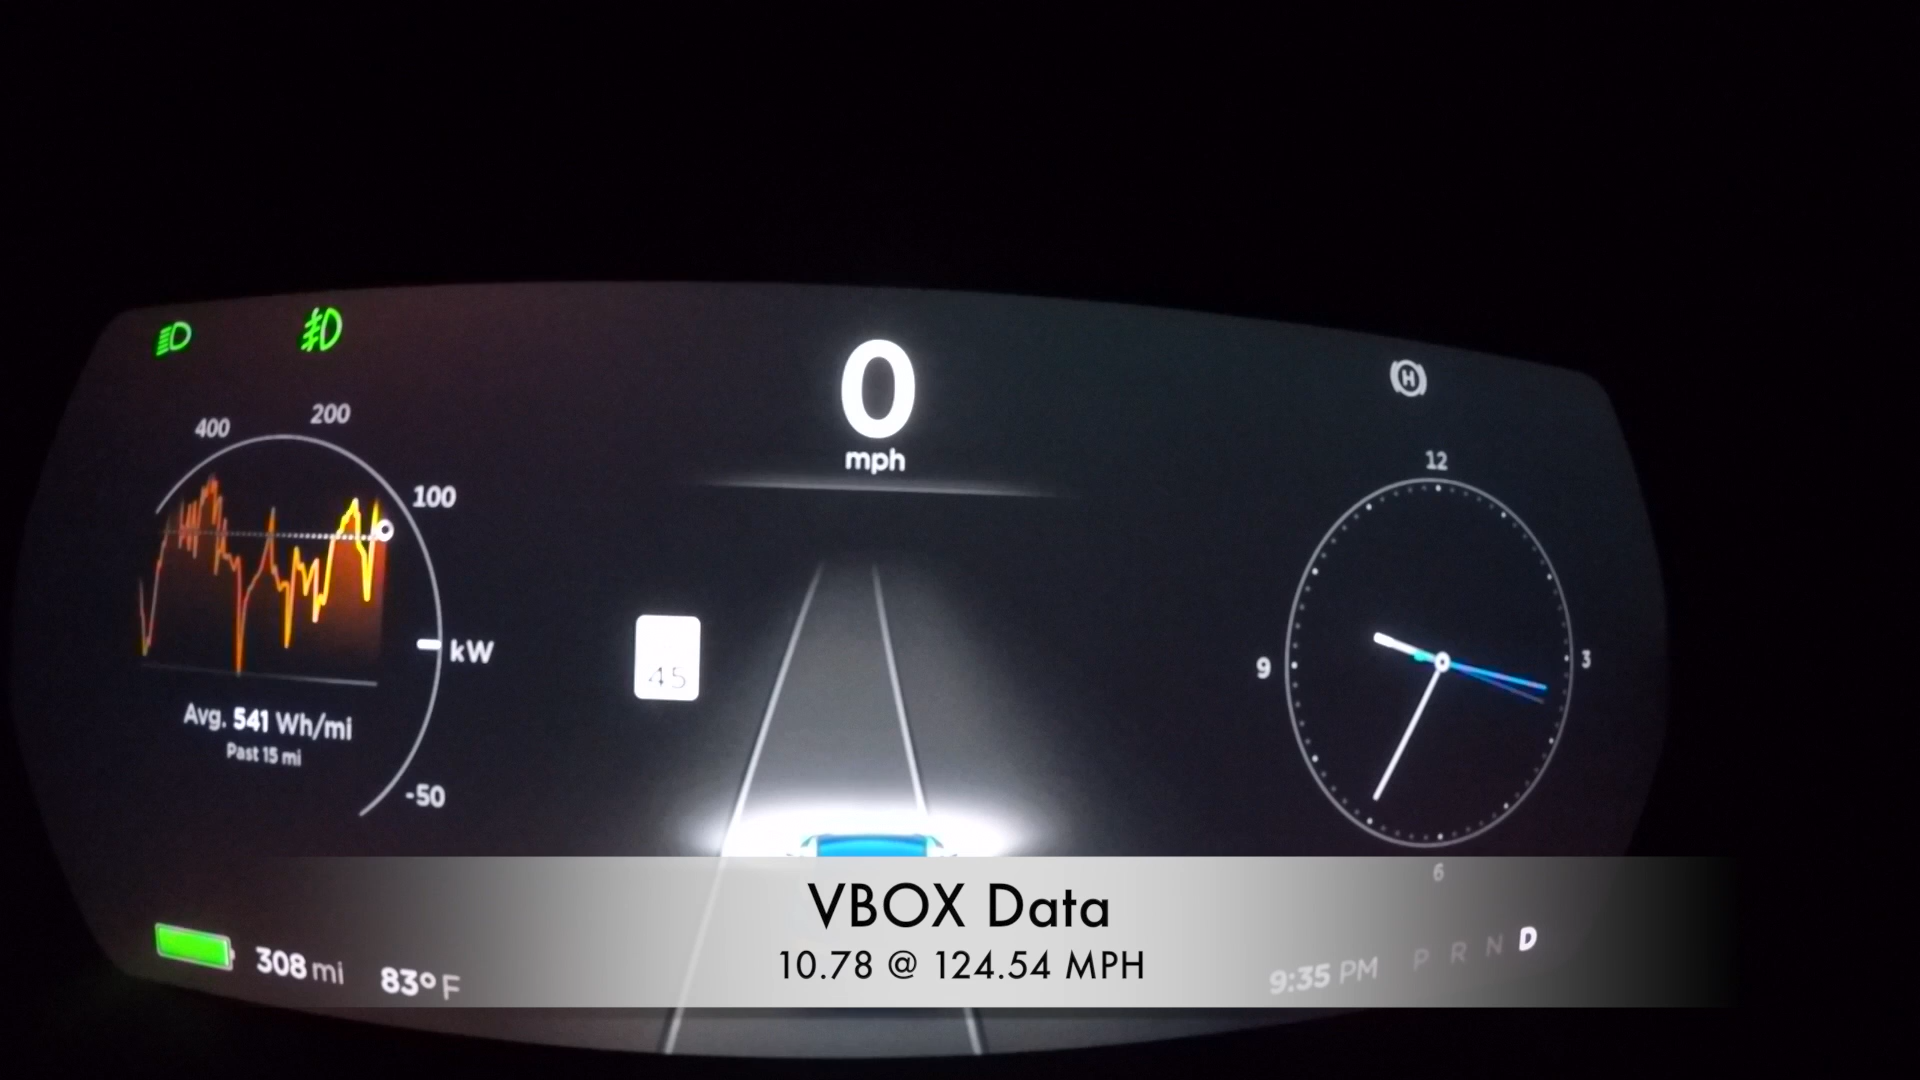 0
mph
H
400
200
100
kW
-50
45
Avg. 541 Wh/mi
Past 15 mi
12
9
3
6
VBOX Data
10.78 @ 124.54 MPH
308 mi
83°F
9:35 PM
P R N D